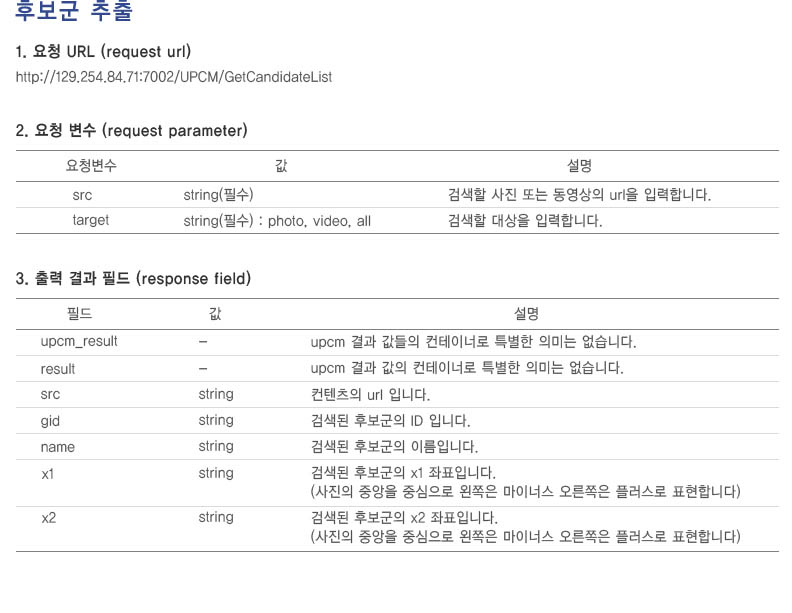 후보군 추출
1. 요청 URL (request url)
http://129.254.84.71:7002/UPCM/GetCandidateList
2. 요청 변수 (request parameter)
요청변수 값 설명
src string(필수) 검색할 사진 또는 동영상의 url을 입력합니다.
target string(필수) : photo, video, all 검색할 대상을 입력합니다.
3. 출력 결과 필드 (response field)
필드 값 설명
upcm_result – upcm 결과 값들의 컨테이너로 특별한 의미는 없습니다.
result – upcm 결과 값의 컨테이너로 특별한 의미는 없습니다.
src string 컨텐츠의 url 입니다.
gid string 검색된 후보군의 ID 입니다.
name string 검색된 후보군의 이름입니다.
x1 string 검색된 후보군의 x1 좌표입니다.
(사진의 중앙을 중심으로 왼쪽은 마이너스 오른쪽은 플러스로 표현합니다)
x2 string 검색된 후보군의 x2 좌표입니다.
(사진의 중앙을 중심으로 왼쪽은 마이너스 오른쪽은 플러스로 표현합니다)